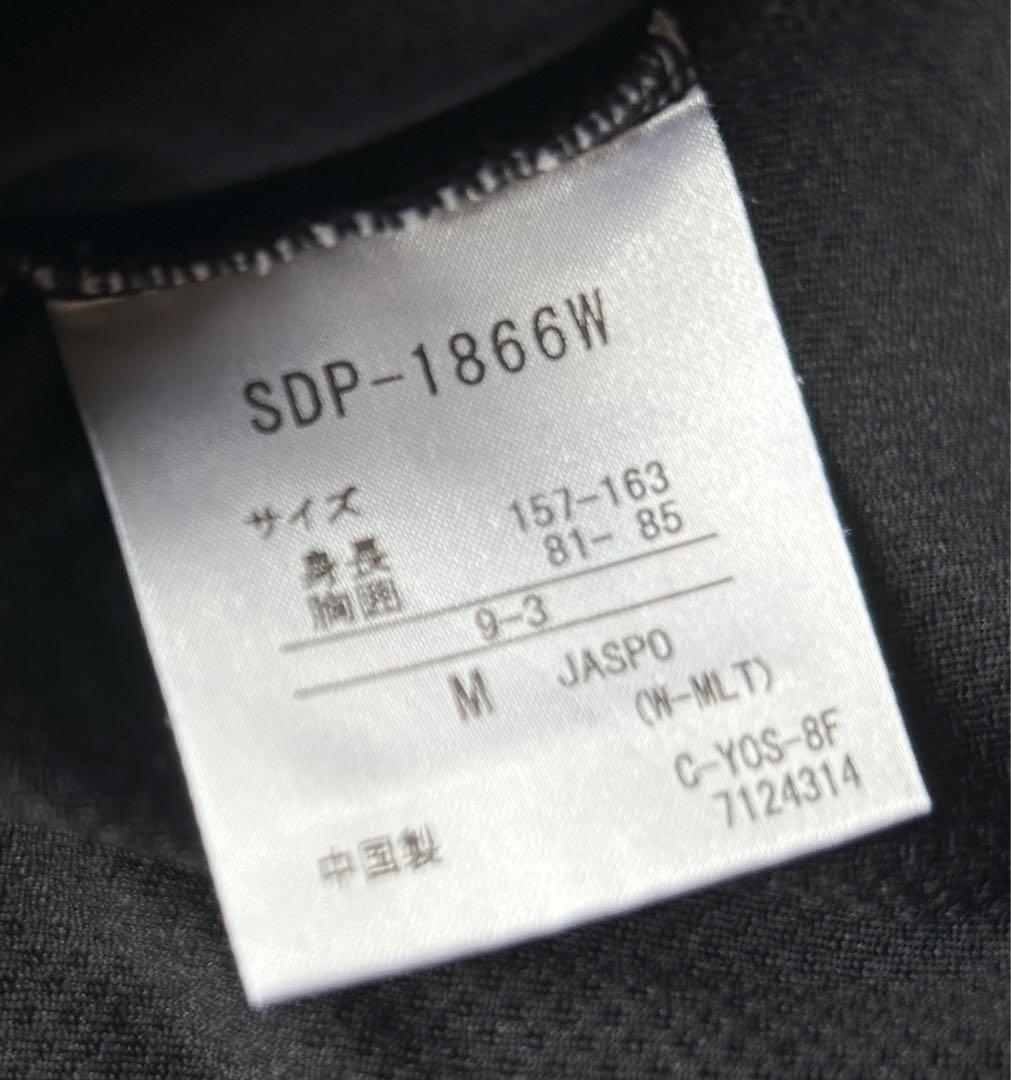 SDP-1866W
サイズ
身長 157-163
胸囲 81- 85
9-3
M JASPO
(W-MLT)
C-YOS-8F
7124314
中国製